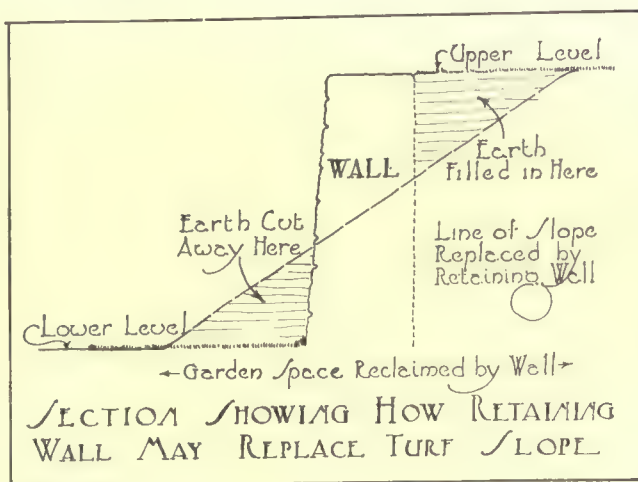 Upper Level
WALL
Earth
Filled in Here
Earth Cut
Away Here
Line of Slope
Replaced by
Retaining Wall
Lower Level
Garden Space Reclaimed by Wall
SECTION SHOWING HOW RETAINING
WALL MAY REPLACE TURF SLOPE